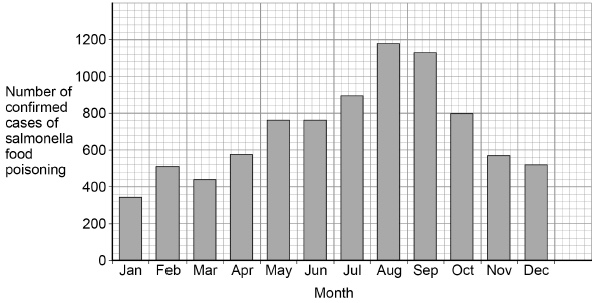 Number of
confirmed
cases of
salmonella
food
poisoning
1200
1000
800
600
400
200
0
Jan Feb Mar Apr May Jun Jul Aug Sep Oct Nov Dec
Month